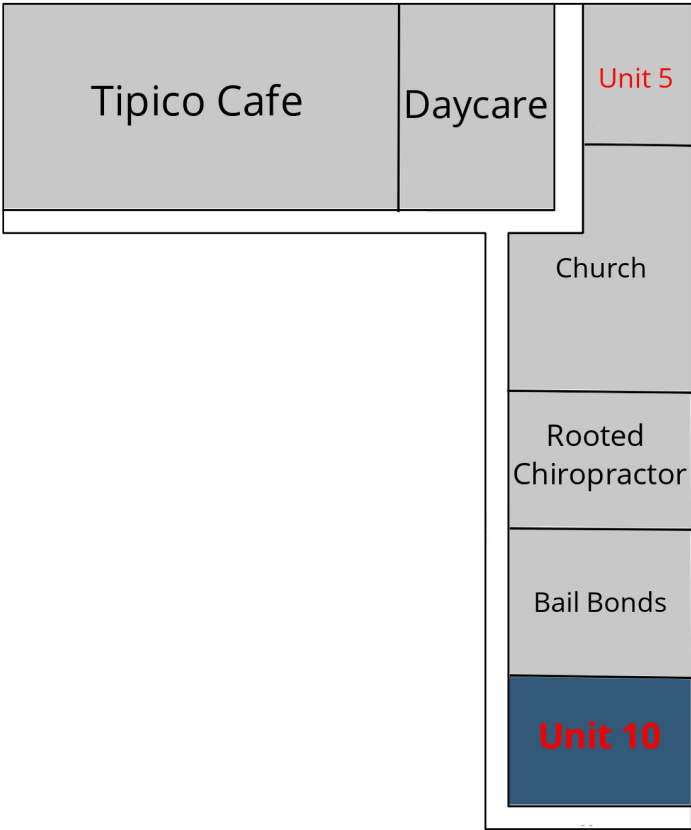 Tipico Cafe
Daycare
Unit 5
Church
Rooted
Chiropractor
Bail Bonds
Unit 10